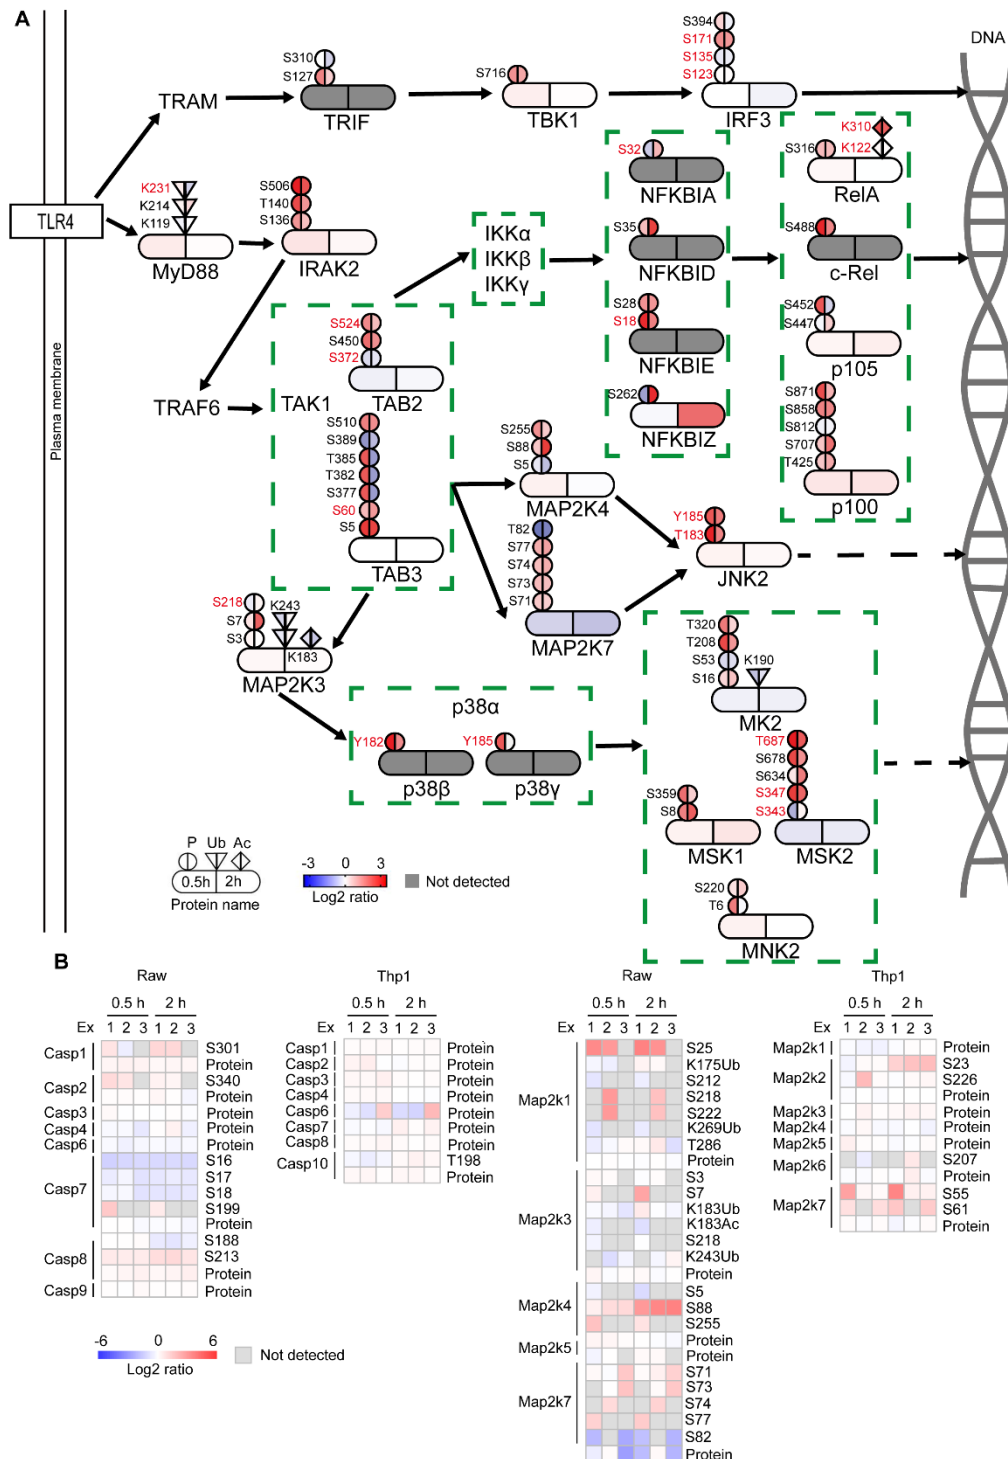 A
DNA
Plasma membrane
TLR4
TRAM
S310
S127
TRIF
S716
TBK1
S394
S171
S135
S123
IRF3
K231
K214
K119
MyD88
S506
T140
S136
IRAK2
TRAF6
IKKα
IKKβ
IKKγ
S32
NFKBIA
S35
NFKBID
S28
S18
NFKBIE
S262
NFKBIZ
K310
S316
K122
RelA
S488
c-Rel
S452
S447
p105
S871
S858
S812
S707
T425
p100
TAK1
S524
S450
S372
TAB2
S510
S389
T385
T382
S377
S60
S5
TAB3
S255
S88
S5
MAP2K4
T82
S77
S74
S73
S71
MAP2K7
Y185
T183
JNK2
S218
S7
S3
K243
K183
MAP2K3
p38α
Y182
p38β
Y185
p38γ
T320
T208
S53
S16
K190
MK2
S359
S8
MSK1
T687
S678
S634
S347
S343
MSK2
S220
T6
MNK2
P Ub Ac
0.5h 2h
Protein name
-3 0 3
Log2 ratio
Not detected
B
Raw
0.5 h 2 h
Ex 1 2 3 1 2 3
Casp1 S301
Protein
Casp2 S340
Protein
Casp3 Protein
Casp4 Protein
Casp6 Protein
Casp7 S16
S17
S18
S199
Protein
Casp8 S188
S213
Protein
Casp9 Protein
-6 0 6
Log2 ratio
Not detected
Thp1
0.5 h 2 h
Ex 1 2 3 1 2 3
Casp1 Protein
Casp2 Protein
Casp3 Protein
Casp4 Protein
Casp6 Protein
Casp7 Protein
Casp8 Protein
Casp10 T198
Protein
Raw
0.5 h 2 h
Ex 1 2 3 1 2 3
Map2k1 S25
K175Ub
S212
S218
S222
K269Ub
T286
Protein
Map2k3 S3
S7
K183Ub
K183Ac
S218
K243Ub
Protein
Map2k4 S5
S88
S255
Protein
Map2k5 Protein
Map2k7 S71
S73
S74
S77
S82
Protein
Thp1
0.5 h 2 h
Ex 1 2 3 1 2 3
Map2k1 Protein
Map2k2 S23
S226
Protein
Map2k3 Protein
Map2k4 Protein
Map2k5 Protein
Map2k6 S207
Protein
Map2k7 S55
S61
Protein